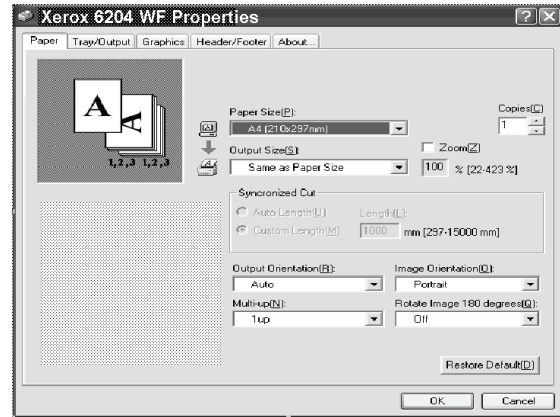 Xerox 6204 WF Properties
Paper Tray/Output Graphics Header/Footer About...
A A
1,2,3 1,2,3
Paper Size(P): Copies(C)
A4 (210x297mm) 1
Output Size(S): Zoom(Z)
Same as Paper Size 100 % [22-423 %]
Syncronized Cut
Auto Length(U) Length(L):
Custom Length(M) 1000 mm [297-15000 mm]
Output Orientation(R): Image Orientation(O):
Auto Portrait
Multi-up(N): Rotate Image 180 degrees(Q):
1up Off
Restore Default(D)
OK Cancel